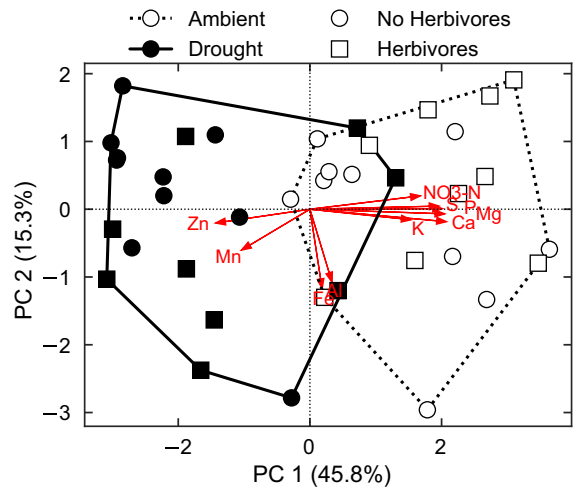 Ambient No Herbivores
Drought Herbivores
2
1
0
−1
−2
−3
PC 2 (15.3%)
NO3-N
S P Mg
Zn
K Ca
Mn
Al
Fe
−2 0 2
PC 1 (45.8%)